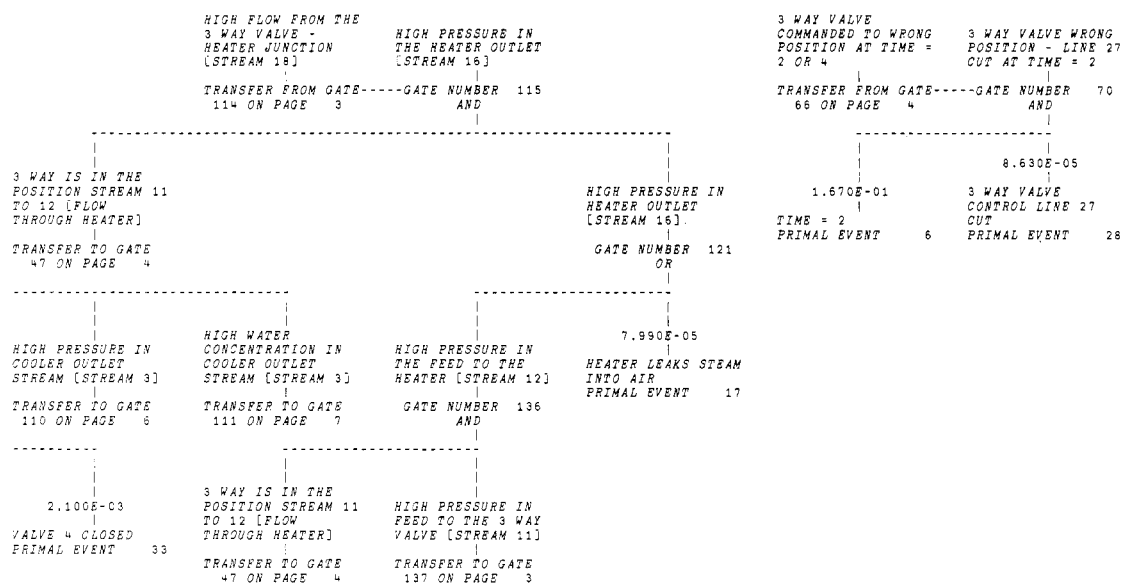 HIGH FLOW FROM THE
3 WAY VALVE -
HEATER JUNCTION
[STREAM 18]
HIGH PRESSURE IN
THE HEATER OUTLET
[STREAM 16]
TRANSFER FROM GATE-----GATE NUMBER 115
114 ON PAGE 3
AND
3 WAY VALVE
COMMANDED TO WRONG
POSITION AT TIME =
2 OR 4
3 WAY VALVE WRONG
POSITION - LINE 27
CUT AT TIME = 2
TRANSFER FROM GATE-----GATE NUMBER 70
66 ON PAGE 4
AND
3 WAY IS IN THE
POSITION STREAM 11
TO 12 [FLOW
THROUGH HEATER]
TRANSFER TO GATE
47 ON PAGE 4
HIGH PRESSURE IN
HEATER OUTLET
[STREAM 16].
GATE NUMBER 121
OR
1.670E-01
TIME = 2
PRIMAL EVENT 6
8.630E-05
3 WAY VALVE
CONTROL LINE 27
CUT
PRIMAL EVENT 28
HIGH PRESSURE IN
COOLER OUTLET
STREAM [STREAM 3]
TRANSFER TO GATE
110 ON PAGE 6
HIGH WATER
CONCENTRATION IN
COOLER OUTLET
STREAM [STREAM 3]
TRANSFER TO GATE
111 ON PAGE 7
HIGH PRESSURE IN
THE FEED TO THE
HEATER [STREAM 12]
GATE NUMBER 136
AND
7.990E-05
HEATER LEAKS STEAM
INTO AIR
PRIMAL EVENT 17
2.100E-03
VALVE 4 CLOSED
PRIMAL EVENT 33
3 WAY IS IN THE
POSITION STREAM 11
TO 12 [FLOW
THROUGH HEATER]
TRANSFER TO GATE
47 ON PAGE 4
HIGH PRESSURE IN
FEED TO THE 3 WAY
VALVE [STREAM 11]
TRANSFER TO GATE
137 ON PAGE 3